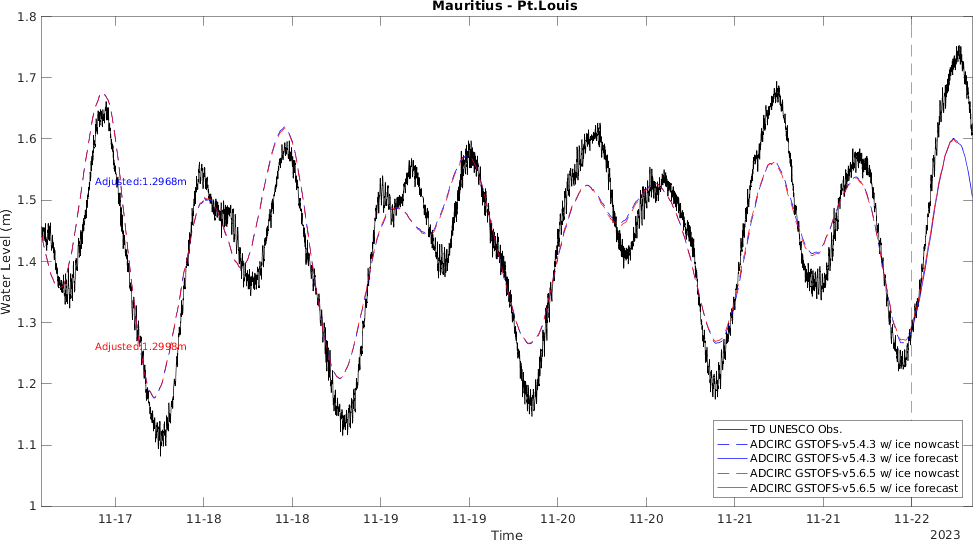 Mauritius - Pt.Louis
1.8
1.7
1.6
1.5
1.4
1.3
1.2
1.1
1
Water Level (m)
Adjusted:1.2968m
Adjusted:1.2998m
TD UNESCO Obs.
ADCIRC GSTOFS-v5.4.3 w/ ice nowcast
ADCIRC GSTOFS-v5.4.3 w/ ice forecast
ADCIRC GSTOFS-v5.6.5 w/ ice nowcast
ADCIRC GSTOFS-v5.6.5 w/ ice forecast
11-17 11-18 11-18 11-19 11-19 11-20 11-20 11-21 11-21 11-22
Time
2023